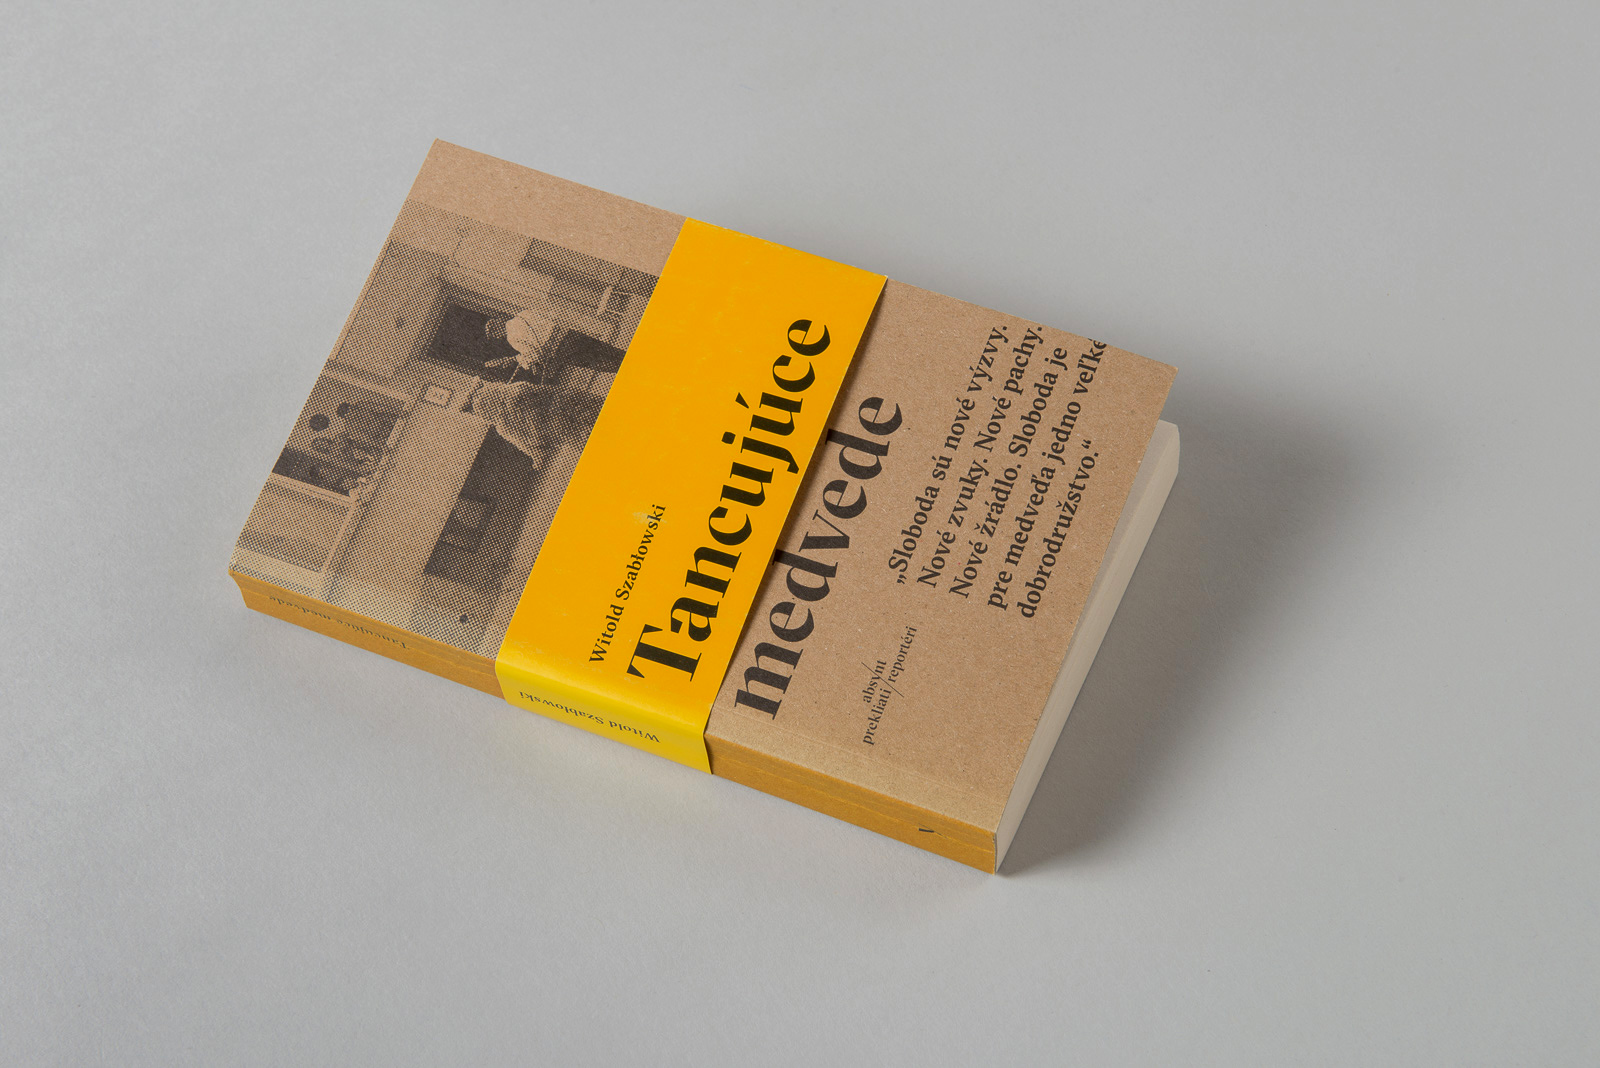 Witold Szabłowski
Tancujúce
medvede
„Sloboda sú nové výzvy.
Nové zvuky. Nové pachy.
Nové žrádlo. Sloboda je
pre medveďa jedno veľké
dobrodružstvo.“
absynt
prekliati/reportéri
Witold Szabłowski
Tancujúce medvede